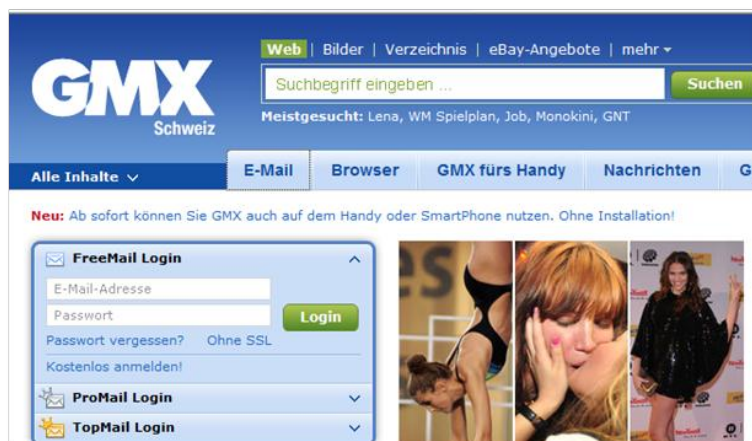 Web | Bilder | Verzeichnis | eBay-Angebote | mehr
GMX
Schweiz
Suchbegriff eingeben ...
Suchen
Meistgesucht: Lena, WM Spielplan, Job, Monokini, GNT
Alle Inhalte
E-Mail
Browser
GMX fürs Handy
Nachrichten
G
Neu: Ab sofort können Sie GMX auch auf dem Handy oder SmartPhone nutzen. Ohne Installation!
FreeMail Login
E-Mail-Adresse
Passwort
Login
Passwort vergessen? Ohne SSL
Kostenlos anmelden!
ProMail Login
TopMail Login
es